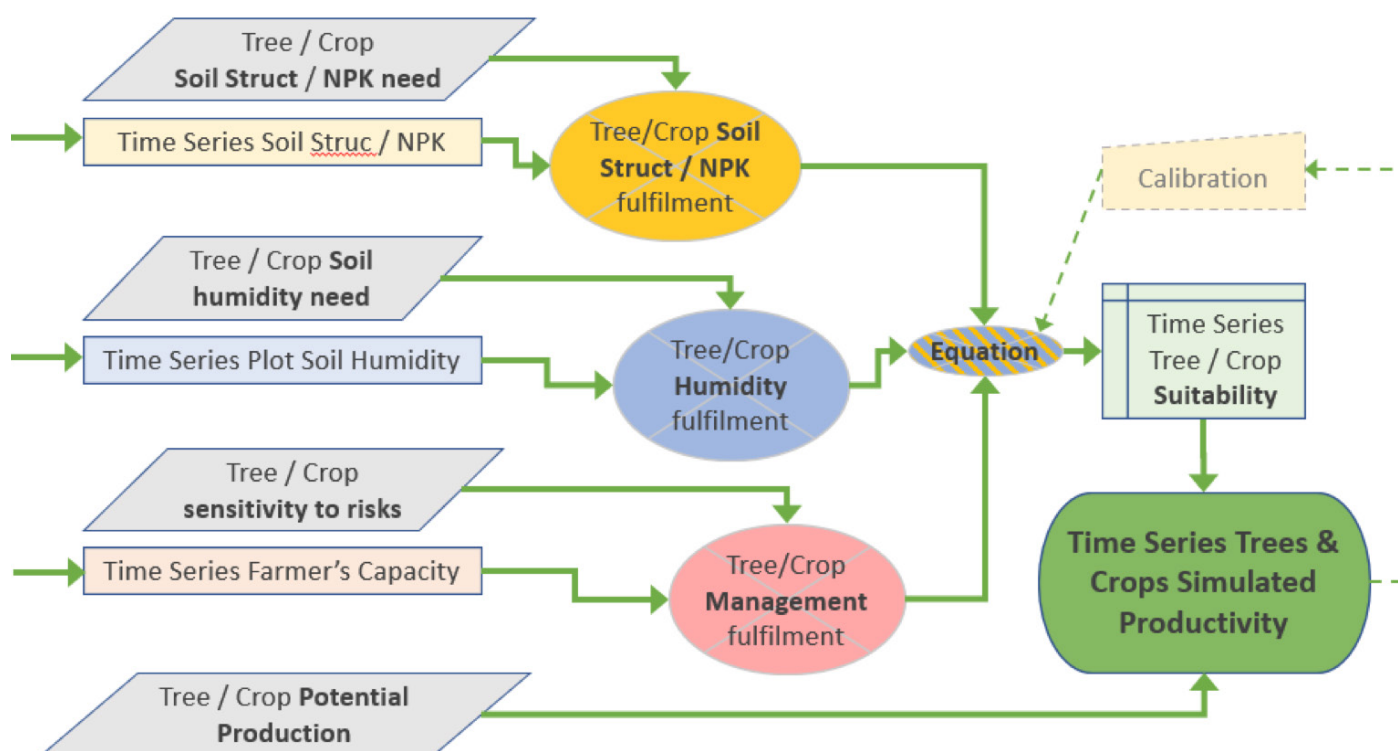 Tree / Crop
Soil Struct / NPK need
Time Series Soil Struc / NPK
Tree/Crop Soil
Struct / NPK
fulfilment
Calibration
Tree / Crop Soil
humidity need
Time Series Plot Soil Humidity
Tree/Crop
Humidity
fulfilment
Equation
Time Series
Tree / Crop
Suitability
Tree / Crop
sensitivity to risks
Time Series Farmer's Capacity
Tree/Crop
Management
fulfilment
Time Series Trees &
Crops Simulated
Productivity
Tree / Crop Potential
Production